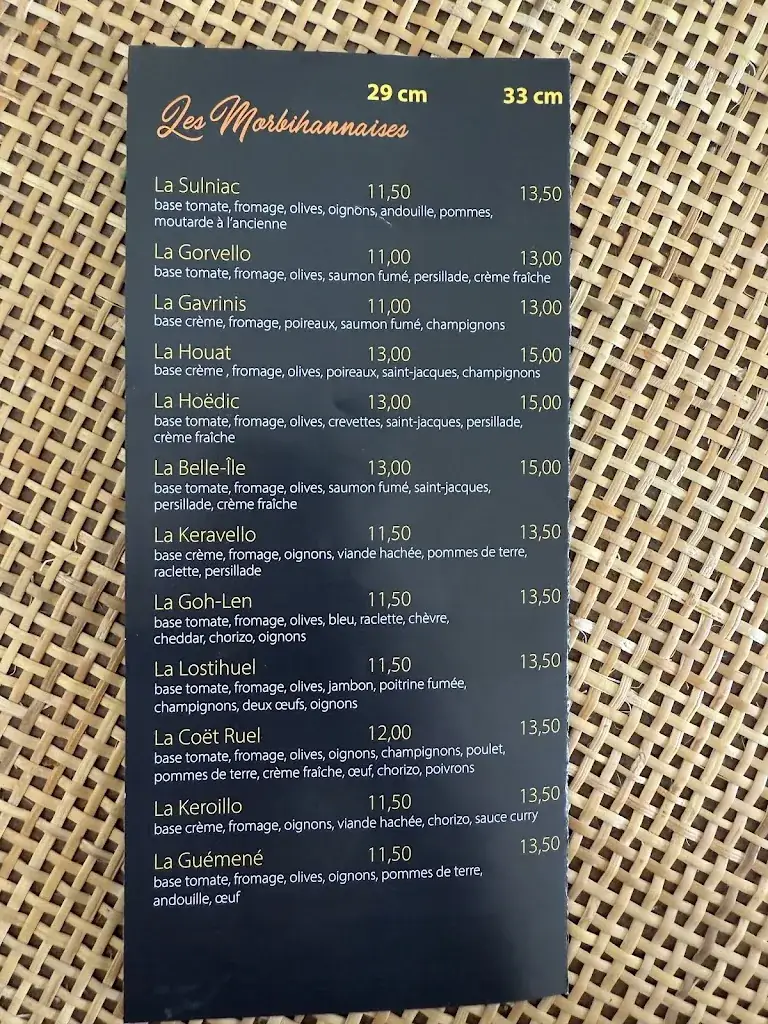 29 cm 33 cm
Les Morbihannaises
La Sulniac 11,50 13,50
base tomate, fromage, olives, oignons, andouille, pommes,
moutarde à l'ancienne
La Gorvello 11,00 13,00
base tomate, fromage, olives, saumon fumé, persillade, crème fraîche
La Gavrinis 11,00 13,00
base crème, fromage, poireaux, saumon fumé, champignons
La Houat 13,00 15,00
base crème , fromage, olives, poireaux, saint-jacques, champignons
La Hoëdic 13,00 15,00
base tomate, fromage, olives, crevettes, saint-jacques, persillade,
crème fraîche
La Belle-Île 13,00 15,00
base tomate, fromage, olives, saumon fumé, saint-jacques,
persillade, crème fraîche
La Keravello 11,50 13,50
base crème, fromage, oignons, viande hachée, pommes de terre,
raclette, persillade
La Goh-Len 11,50 13,50
base tomate, fromage, olives, bleu, raclette, chèvre,
cheddar, chorizo, oignons
La Lostihuel 11,50 13,50
base tomate, fromage, olives, jambon, poitrine fumée,
champignons, deux œufs, oignons
La Coët Ruel 12,00 13,50
base tomate, fromage, olives, oignons, champignons, poulet,
pommes de terre, crème fraîche, œuf, chorizo, poivrons
La Keroillo 11,50 13,50
base crème, fromage, oignons, viande hachée, chorizo, sauce curry
La Guémené 11,50 13,50
base tomate, fromage, olives, oignons, pommes de terre,
andouille, œuf